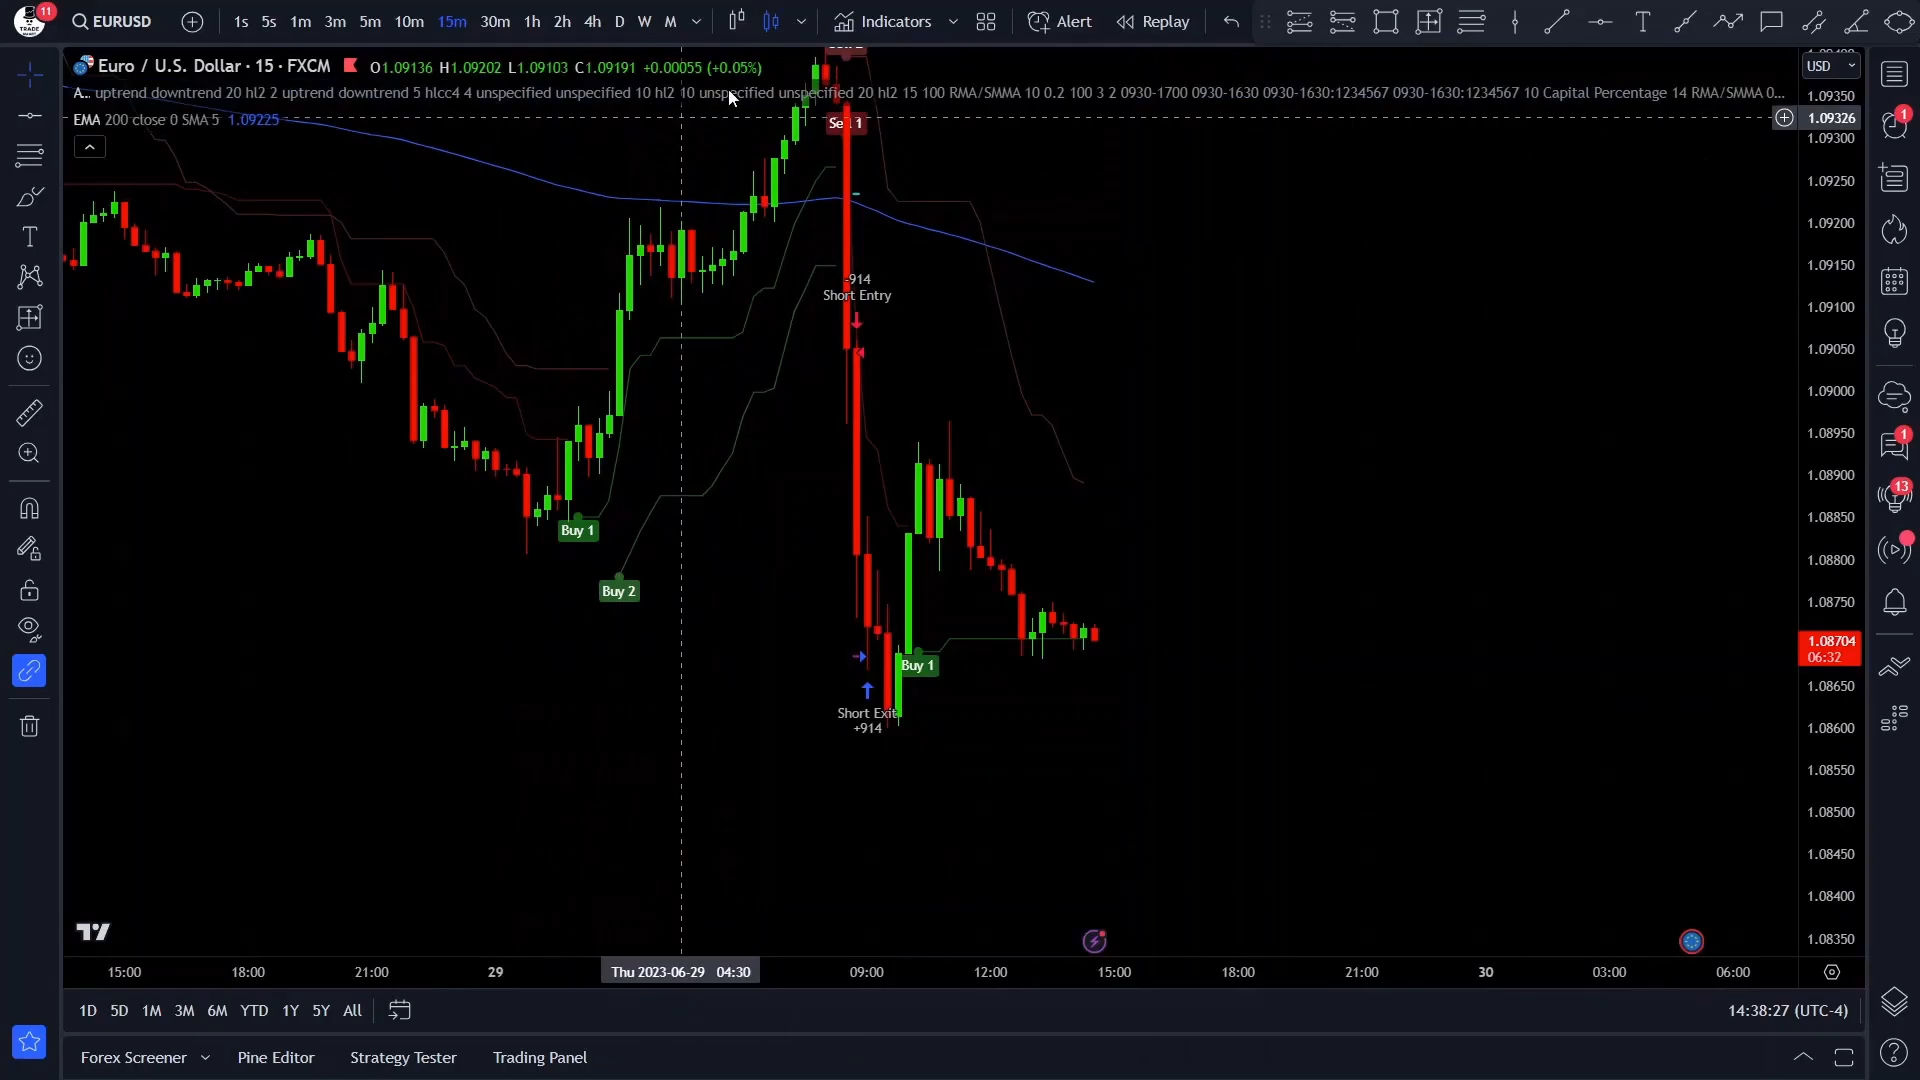 11
TRADE
EURUSD
1s 5s 1m 3m 5m 10m 15m 30m 1h 2h 4h D W M
Indicators
Alert
Replay
Euro / U.S. Dollar · 15 · FXCM
O1.09136 H1.09202 L1.09103 C1.09191 +0.00055 (+0.05%)
A... uptrend downtrend 20 hl2 2 uptrend downtrend 5 hlcc4 4 unspecified unspecified 10 hl2 10 unspecified unspecified 20 hl2 15 100 RMA/SMMA 10 0.2 100 3 2 0930-1700 0930-1630 0930-1630:1234567 0930-1630:1234567 10 Capital Percentage 14 RMA/SMMA 0...
EMA 200 close 0 SMA 5 1.09225
USD
1.09350
1.09326
1.09300
1.09250
1.09200
1.09150
1.09100
1.09050
1.09000
1.08950
1.08900
1.08850
1.08800
1.08750
1.08704
06:32
1.08650
1.08600
1.08550
1.08500
1.08450
1.08400
1.08350
1
1
13
-914
Short Entry
Buy 1
Buy 2
Buy 1
Short Exit
+914
15:00 18:00 21:00 29 Thu 2023-06-29 04:30 09:00 12:00 15:00 18:00 21:00 30 03:00 06:00
1D 5D 1M 3M 6M YTD 1Y 5Y All
14:38:27 (UTC-4)
Forex Screener Pine Editor Strategy Tester Trading Panel